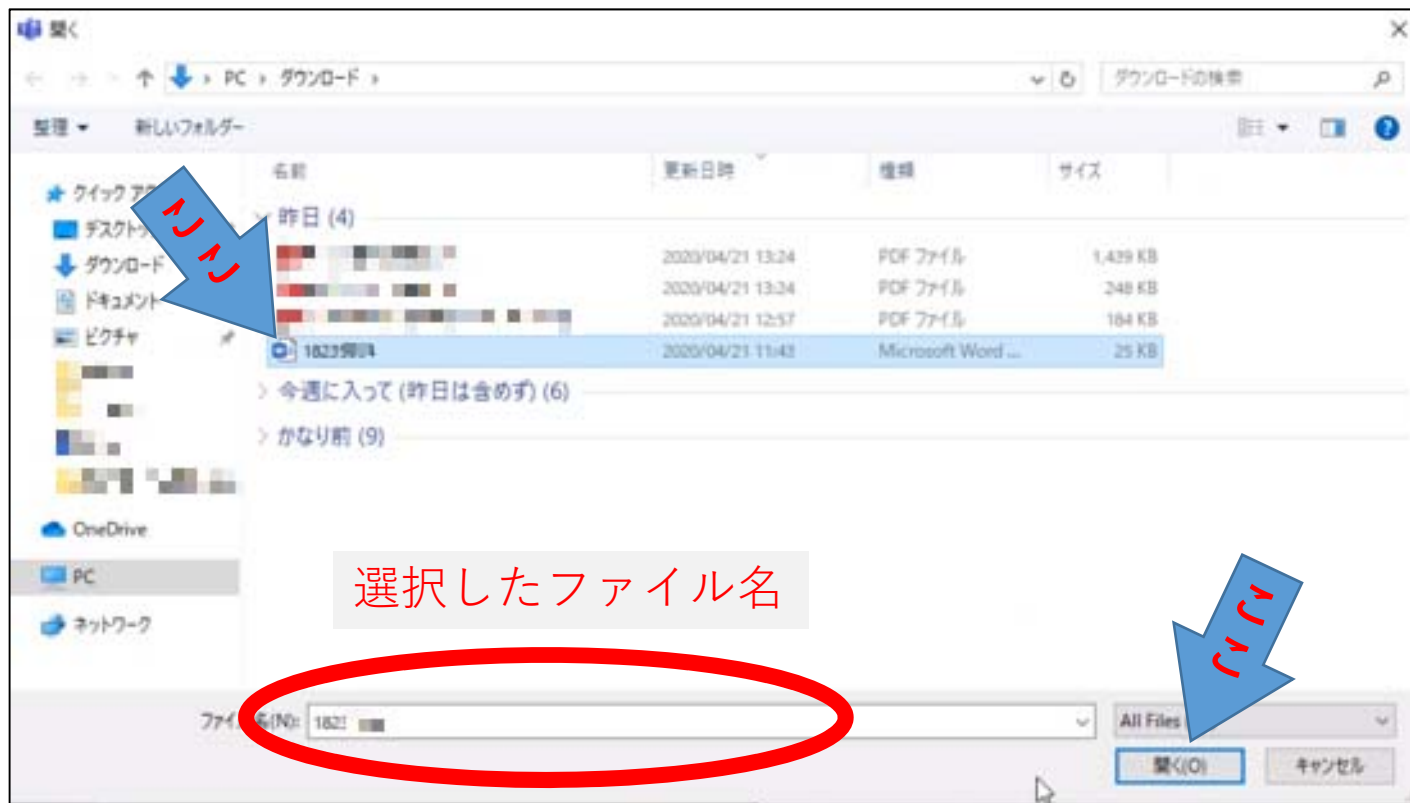 開く
PC › ダウンロード ›
ダウンロードの検索
整理
新しいフォルダー
名前 更新日時 種類 サイズ
クイック アク
デスクト
ダウンロード
ドキュメント
ピクチャ
OneDrive
PC
ネットワーク
ここ
昨日 (4)
2020/04/21 13:24 PDF ファイル 1,439 KB
2020/04/21 13:24 PDF ファイル 248 KB
2020/04/21 12:57 PDF ファイル 184 KB
2020/04/21 11:43 Microsoft Word ... 25 KB
今週に入って (昨日は含めず) (6)
かなり前 (9)
選択したファイル名
ここ
ファイ 名(N):
All Files
開く(O) キャンセル